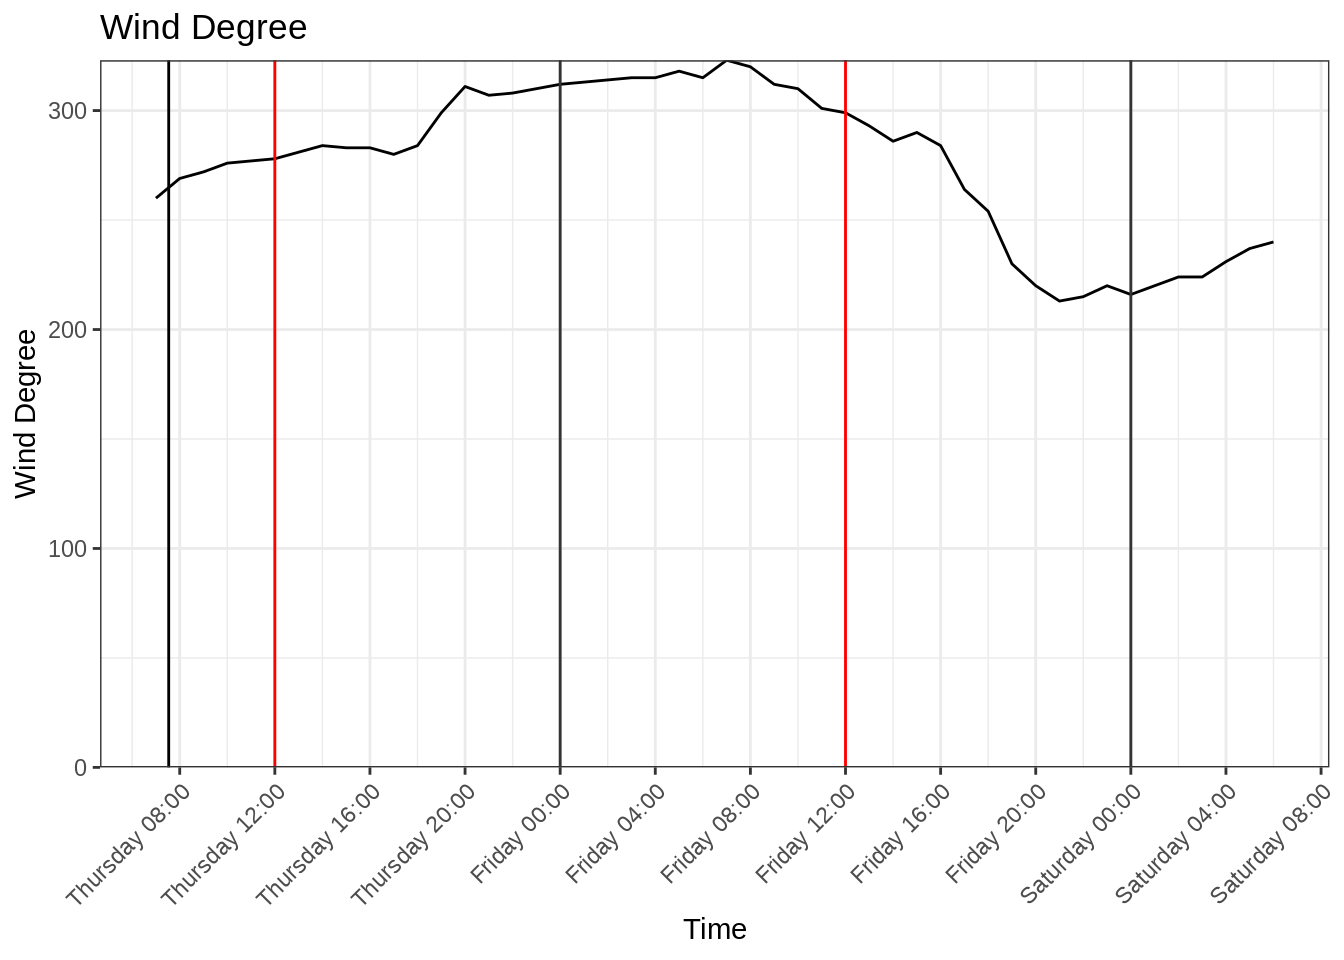 Wind Degree
Wind Degree
300
200
100
0
Thursday 08:00
Thursday 12:00
Thursday 16:00
Thursday 20:00
Friday 00:00
Friday 04:00
Friday 08:00
Friday 12:00
Friday 16:00
Friday 20:00
Saturday 00:00
Saturday 04:00
Saturday 08:00
Time